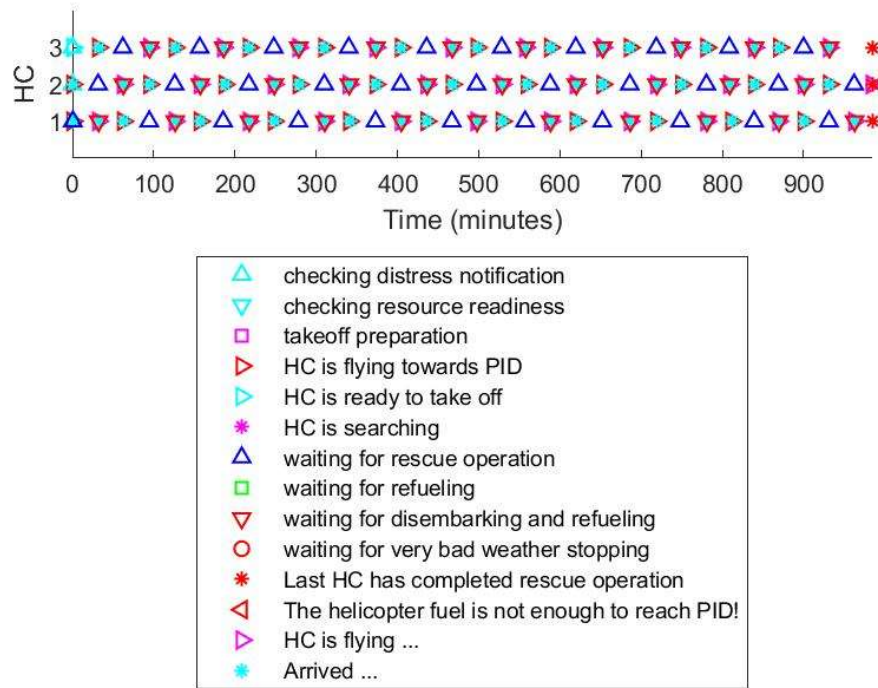 3
2
1
HC
0 100 200 300 400 500 600 700 800 900
Time (minutes)
checking distress notification
checking resource readiness
takeoff preparation
HC is flying towards PID
HC is ready to take off
HC is searching
waiting for rescue operation
waiting for refueling
waiting for disembarking and refueling
waiting for very bad weather stopping
Last HC has completed rescue operation
The helicopter fuel is not enough to reach PID!
HC is flying ...
Arrived ...